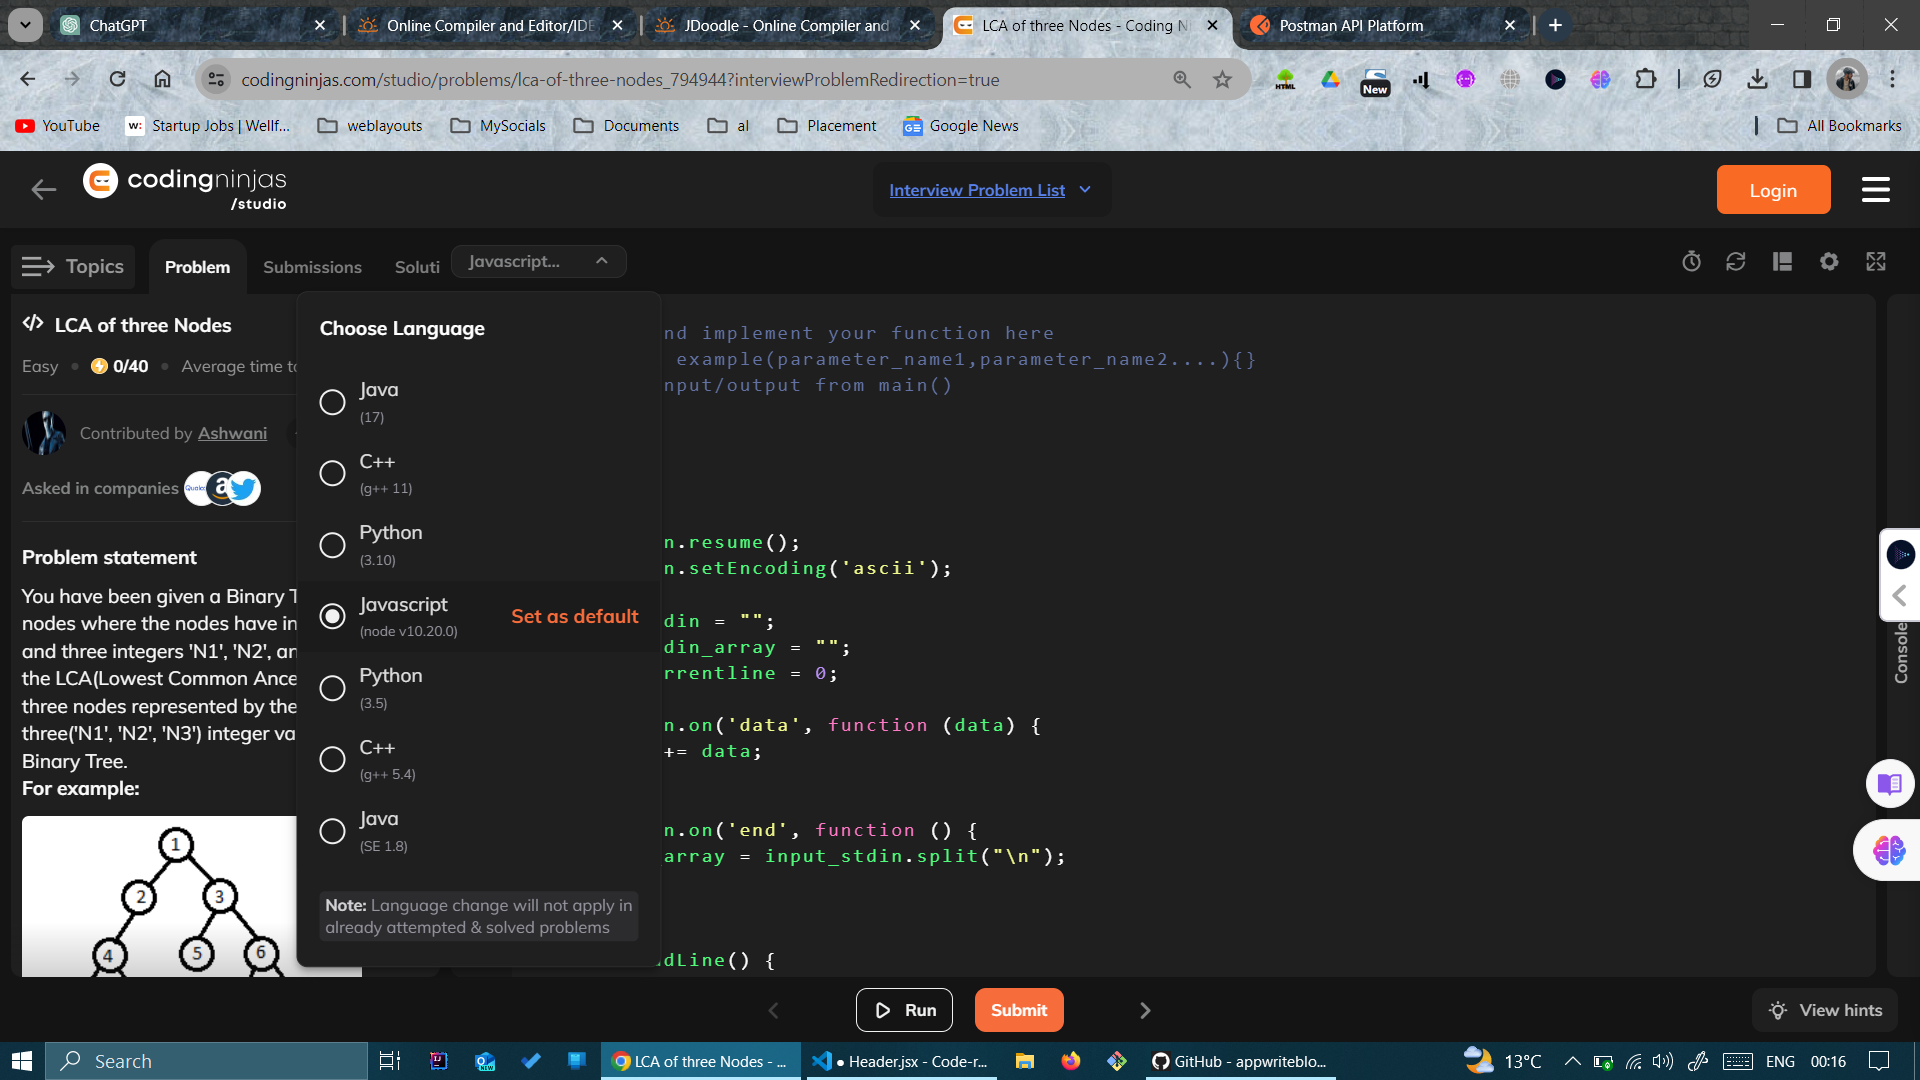 ChatGPT
Online Compiler and Editor/IDE
JDoodle - Online Compiler and
LCA of three Nodes - Coding N
Postman API Platform
codingninjas.com/studio/problems/lca-of-three-nodes_794944?interviewProblemRedirection=true
HTML
New
YouTube
w: Startup Jobs | Wellf...
weblayouts
MySocials
Documents
al
Placement
Google News
All Bookmarks
codingninjas
/studio
Interview Problem List
Login
Topics
Problem
Submissions
Soluti
Javascript...
LCA of three Nodes
Easy • 0/40 • Average time to
Contributed by Ashwani
Asked in companies
Problem statement
You have been given a Binary T
nodes where the nodes have in
and three integers 'N1', 'N2', an
the LCA(Lowest Common Ance
three nodes represented by the
three('N1', 'N2', 'N3') integer va
Binary Tree.
For example:
1
2 3
4 5 6
Choose Language
Java
(17)
C++
(g++ 11)
Python
(3.10)
Javascript
(node v10.20.0)
Set as default
Python
(3.5)
C++
(g++ 5.4)
Java
(SE 1.8)
Note: Language change will not apply in
already attempted & solved problems
nd implement your function here
example(parameter_name1,parameter_name2....){}
nput/output from main()
n.resume();
n.setEncoding('ascii');
din = "";
din_array = "";
rrentline = 0;
n.on('data', function (data) {
+= data;
n.on('end', function () {
array = input_stdin.split("\n");
dLine() {
Console
Run
Submit
View hints
Search
LCA of three Nodes - ...
● Header.jsx - Code-r...
GitHub - appwriteblo...
13°C
ENG
00:16